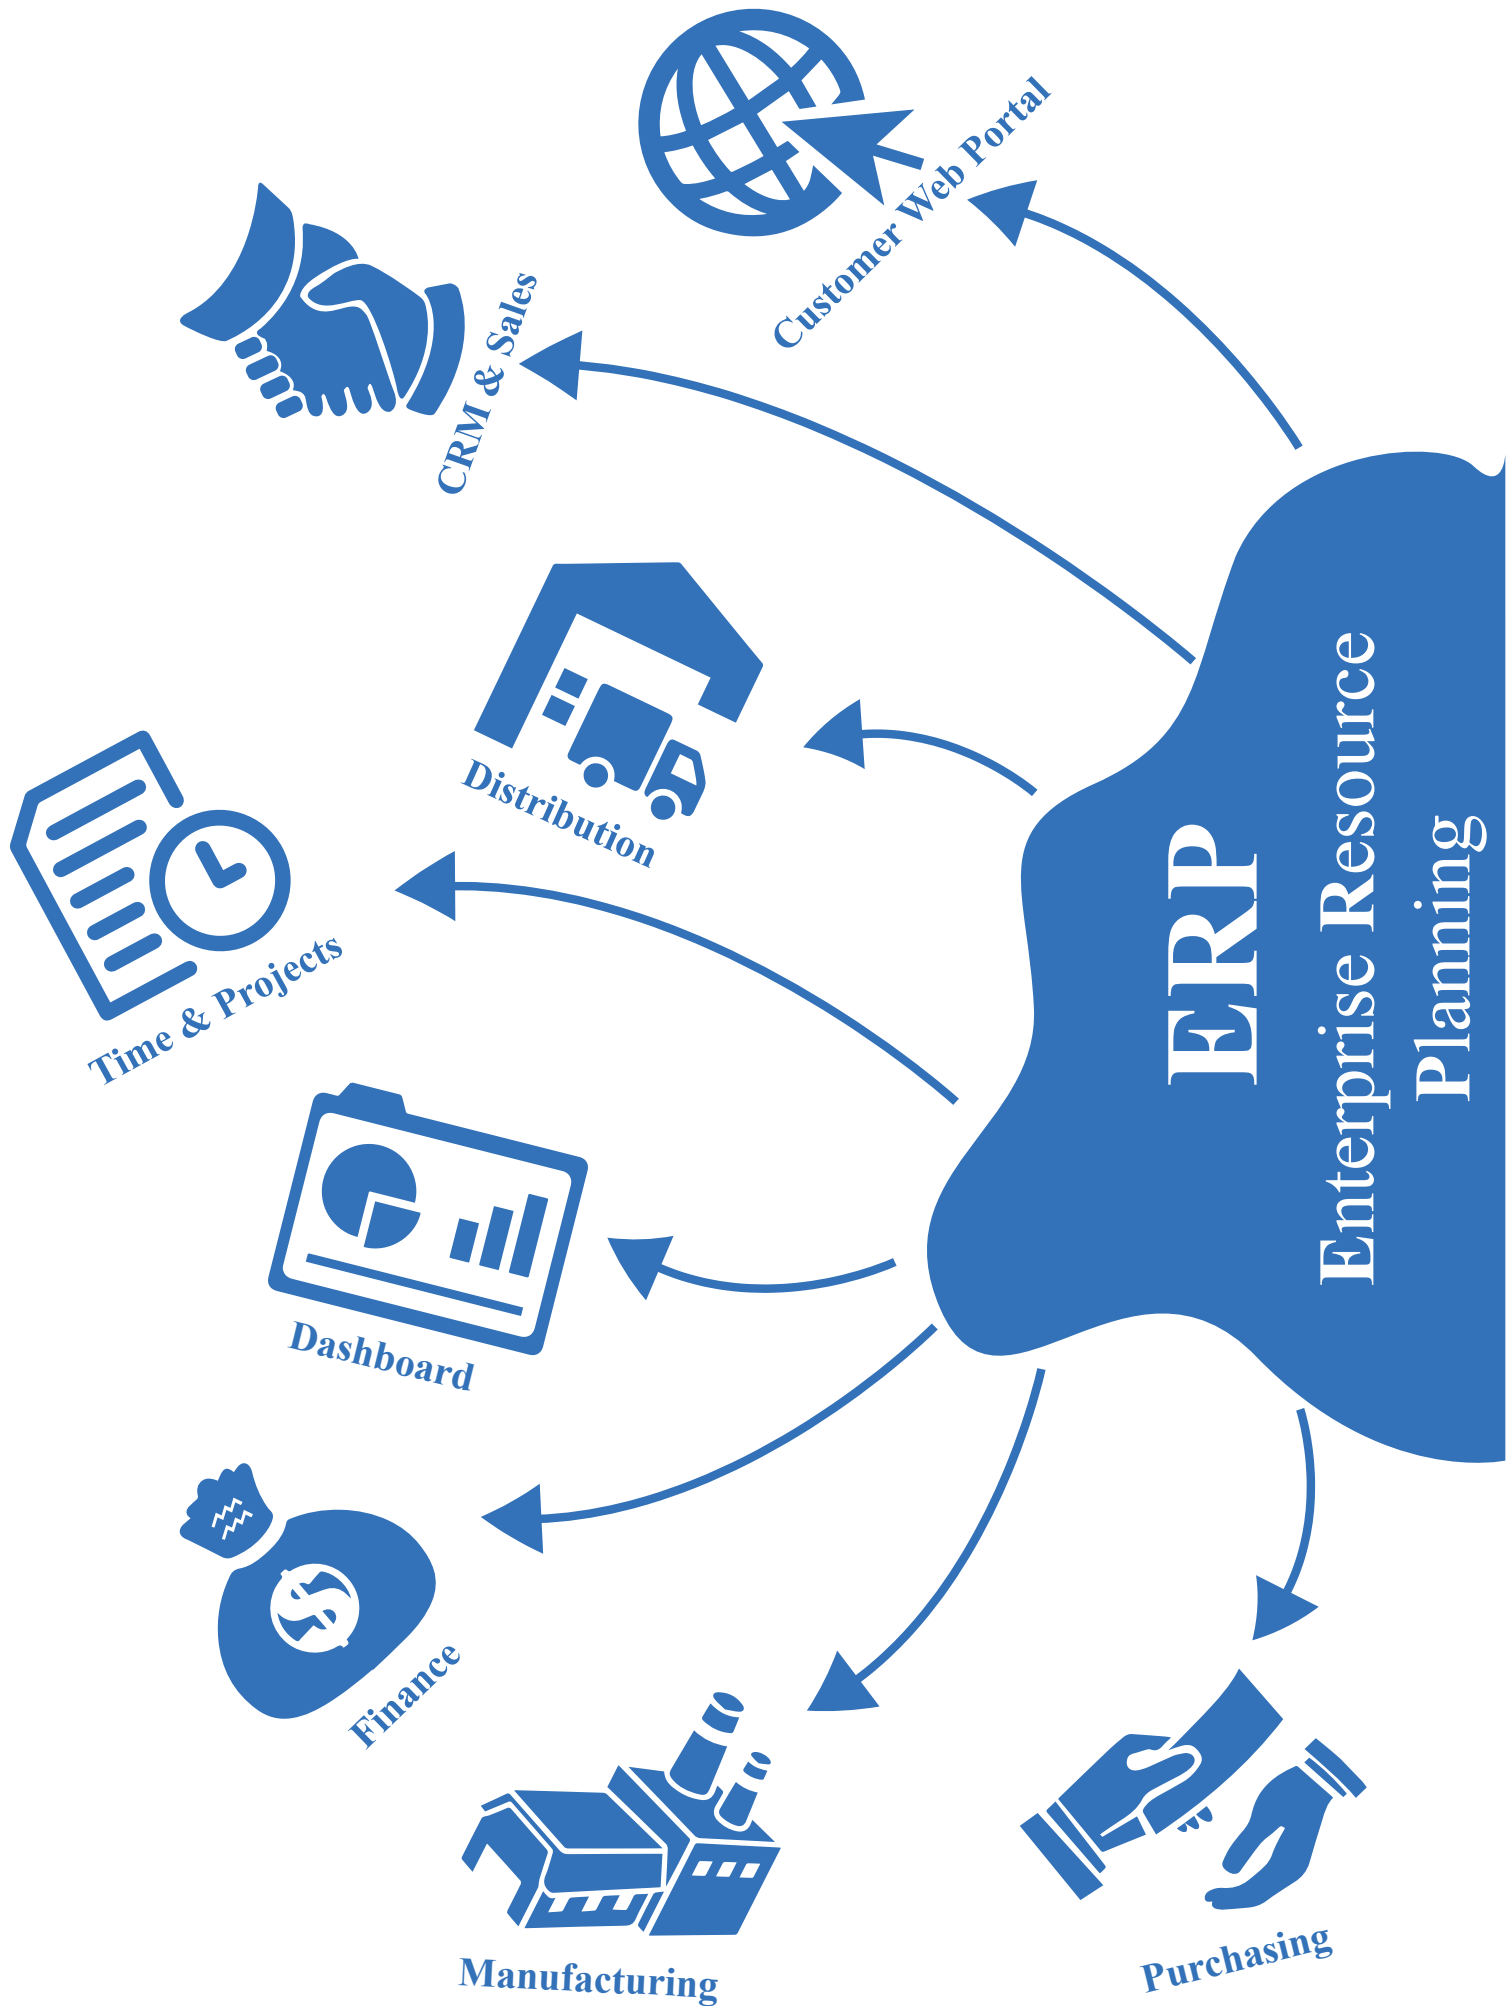 Customer Web Portal
CRM & Sales
Distribution
Time & Projects
Dashboard
Finance
Manufacturing
Purchasing
ERP
Enterprise Resource
Planning
$